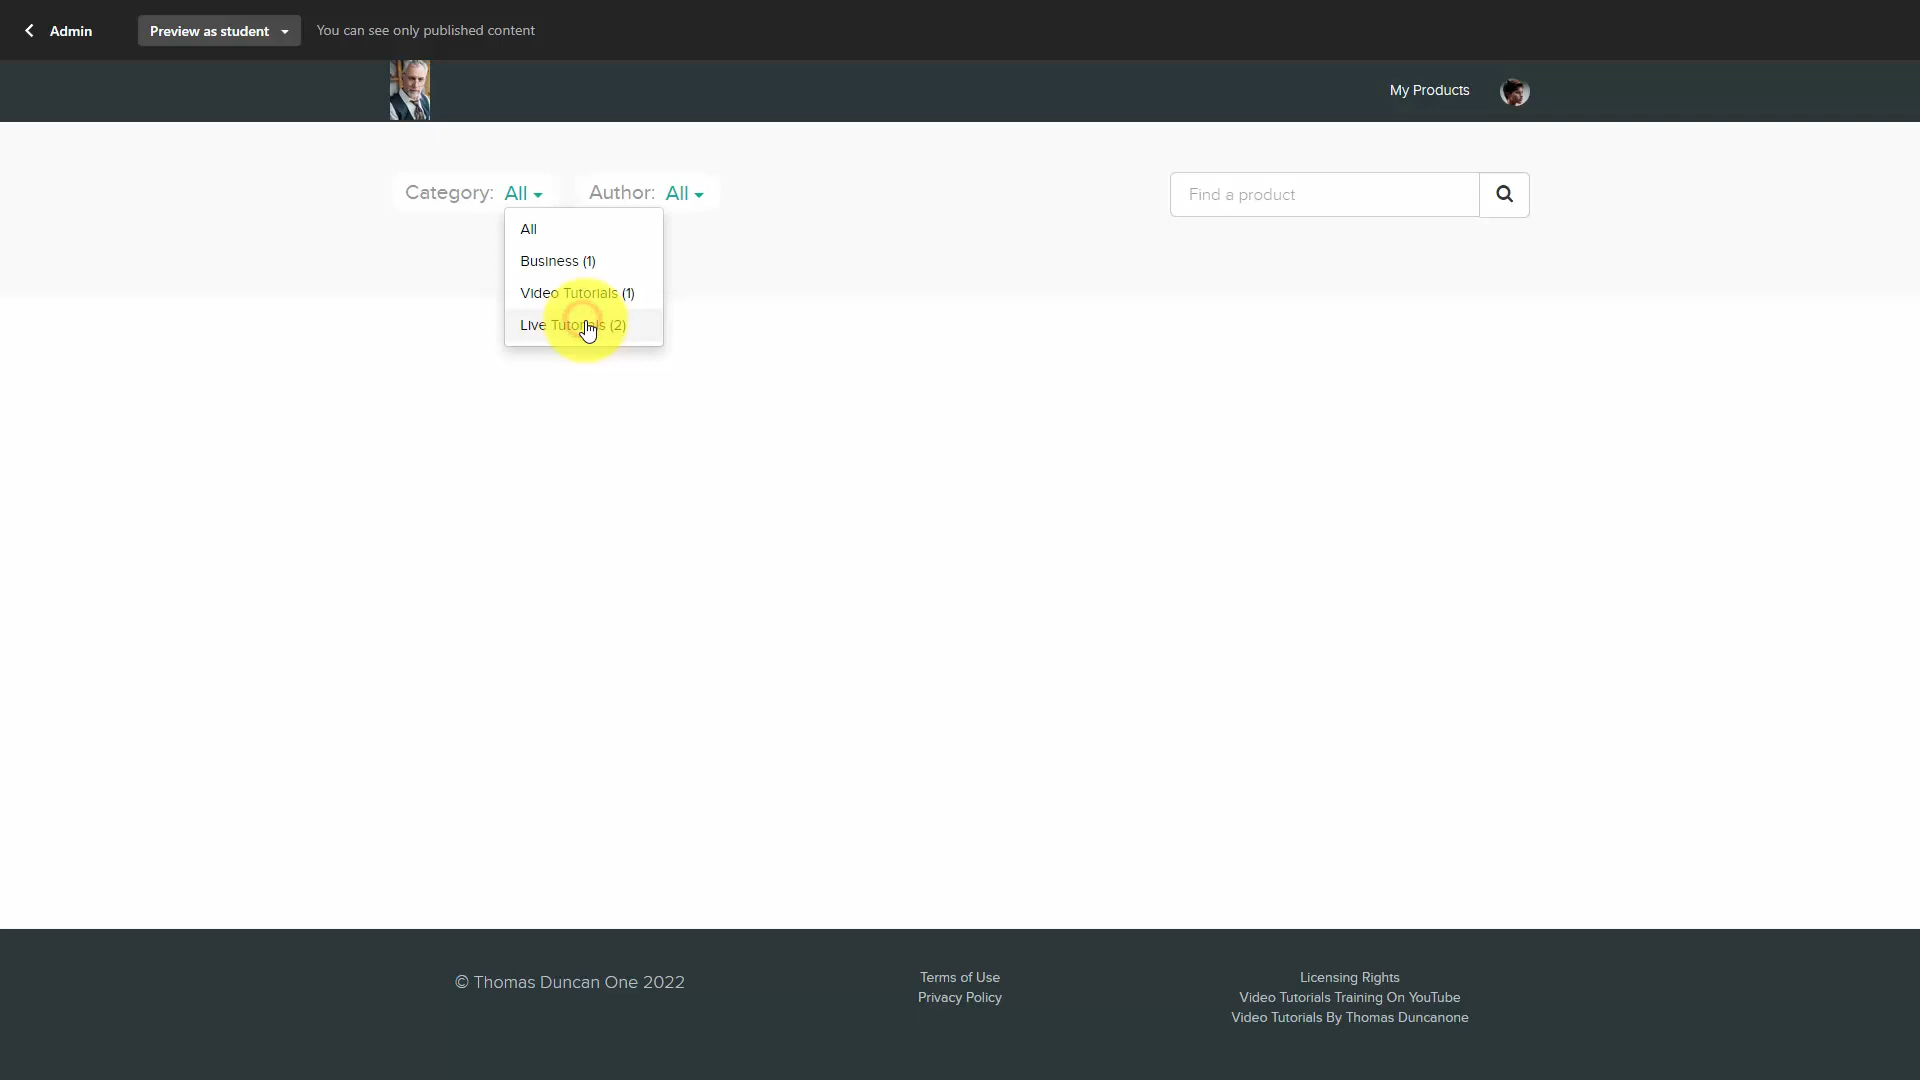 Admin
Preview as student
You can see only published content
My Products
Category: All
Author: All
Find a product
All
Business (1)
Video Tutorials (1)
Live Tutorials (2)
© Thomas Duncan One 2022
Terms of Use
Privacy Policy
Licensing Rights
Video Tutorials Training On YouTube
Video Tutorials By Thomas Duncanone